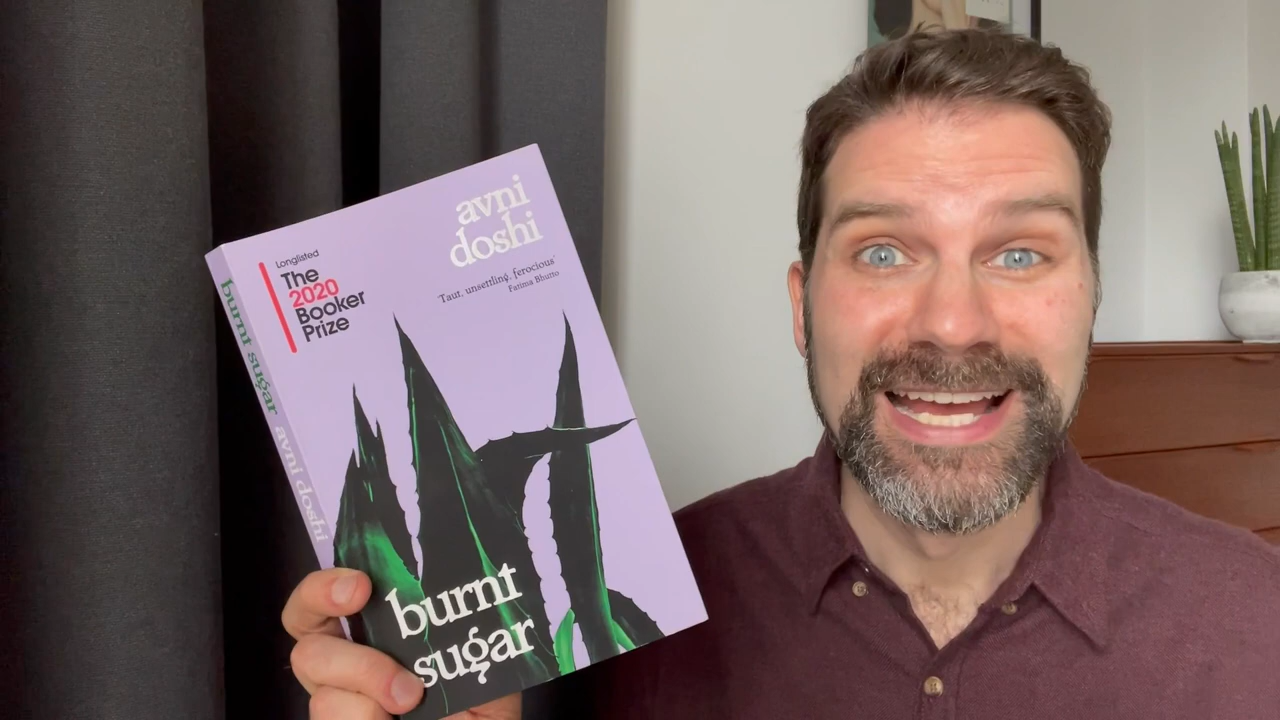 avni
doshi
Longlisted
The
2020
Booker
Prize
'Taut, unsettling, ferocious'
Fatima Bhutto
burnt
sugar
burnt sugar avni doshi